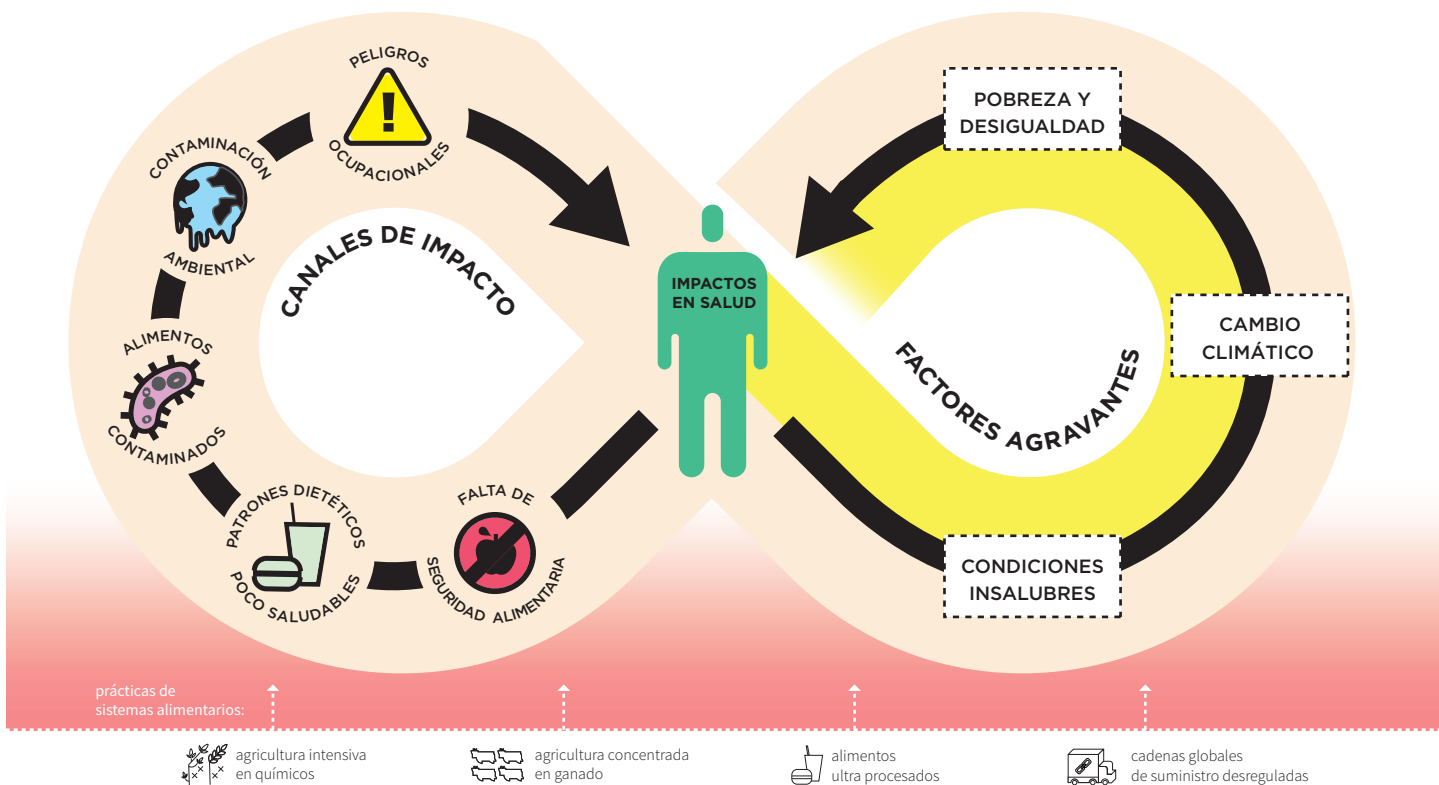 PELIGROS
OCUPACIONALES
CONTAMINACIÓN
AMBIENTAL
ALIMENTOS
CONTAMINADOS
PATRONES DIETÉTICOS
POCO SALUDABLES
FALTA DE
SEGURIDAD ALIMENTARIA
CANALES DE IMPACTO
IMPACTOS
EN SALUD
POBREZA Y
DESIGUALDAD
CAMBIO
CLIMÁTICO
CONDICIONES
INSALUBRES
FACTORES AGRAVANTES
prácticas de
sistemas alimentarios:
agricultura intensiva
en químicos
agricultura concentrada
en ganado
alimentos
ultra procesados
cadenas globales
de suministro desreguladas